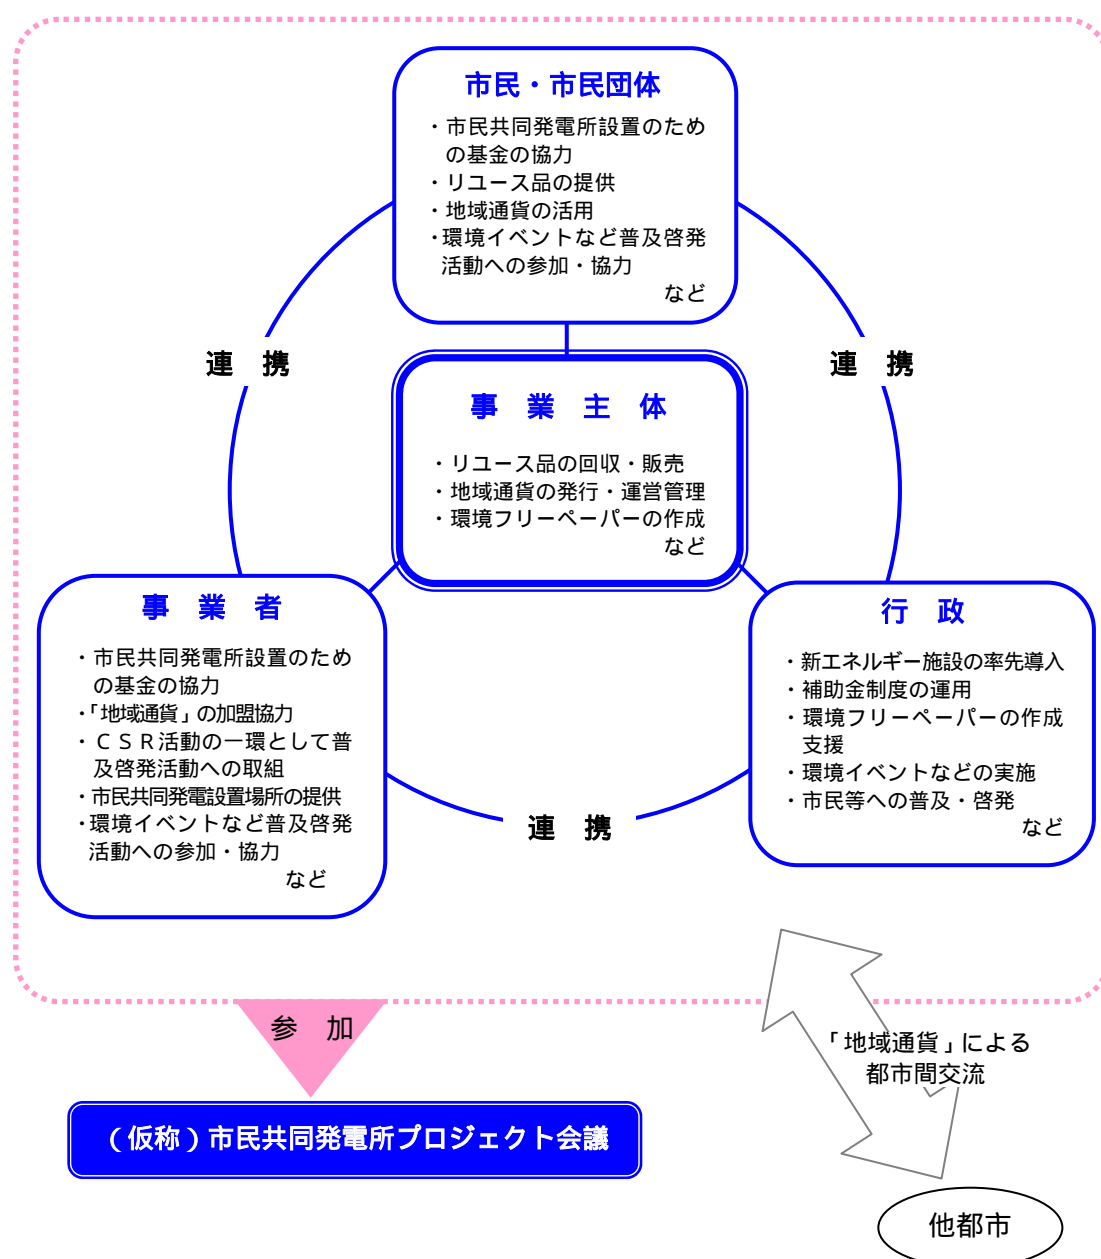 市民・市民団体
・市民共同発電所設置のため
の基金の協力
・リユース品の提供
・地域通貨の活用
・環境イベントなど普及啓発
活動への参加・協力
など
連　携
連　携
事　業　主　体
・リユース品の回収・販売
・地域通貨の発行・運営管理
・環境フリーペーパーの作成
など
事　業　者
・市民共同発電所設置のため
の基金の協力
・「地域通貨」の加盟協力
・ＣＳＲ活動の一環として普
及啓発活動への取組
・市民共同発電設置場所の提供
・環境イベントなど普及啓発
活動への参加・協力
など
行　政
・新エネルギー施設の率先導入
・補助金制度の運用
・環境フリーペーパーの作成
支援
・環境イベントなどの実施
・市民等への普及・啓発
など
連　携
参　加
「地域通貨」による
都市間交流
（仮称）市民共同発電所プロジェクト会議
他都市